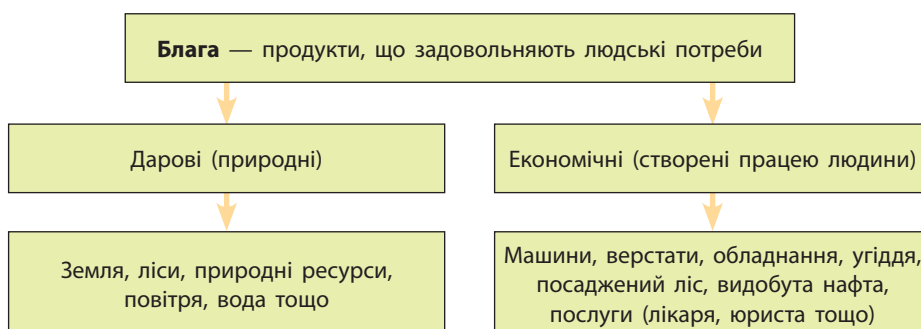 Блага — продукти, що задовольняють людські потреби
Дарові (природні)
Економічні (створені працею людини)
Земля, ліси, природні ресурси,
повітря, вода тощо
Машини, верстати, обладнання, угіддя,
посаджений ліс, видобута нафта,
послуги (лікаря, юриста тощо)